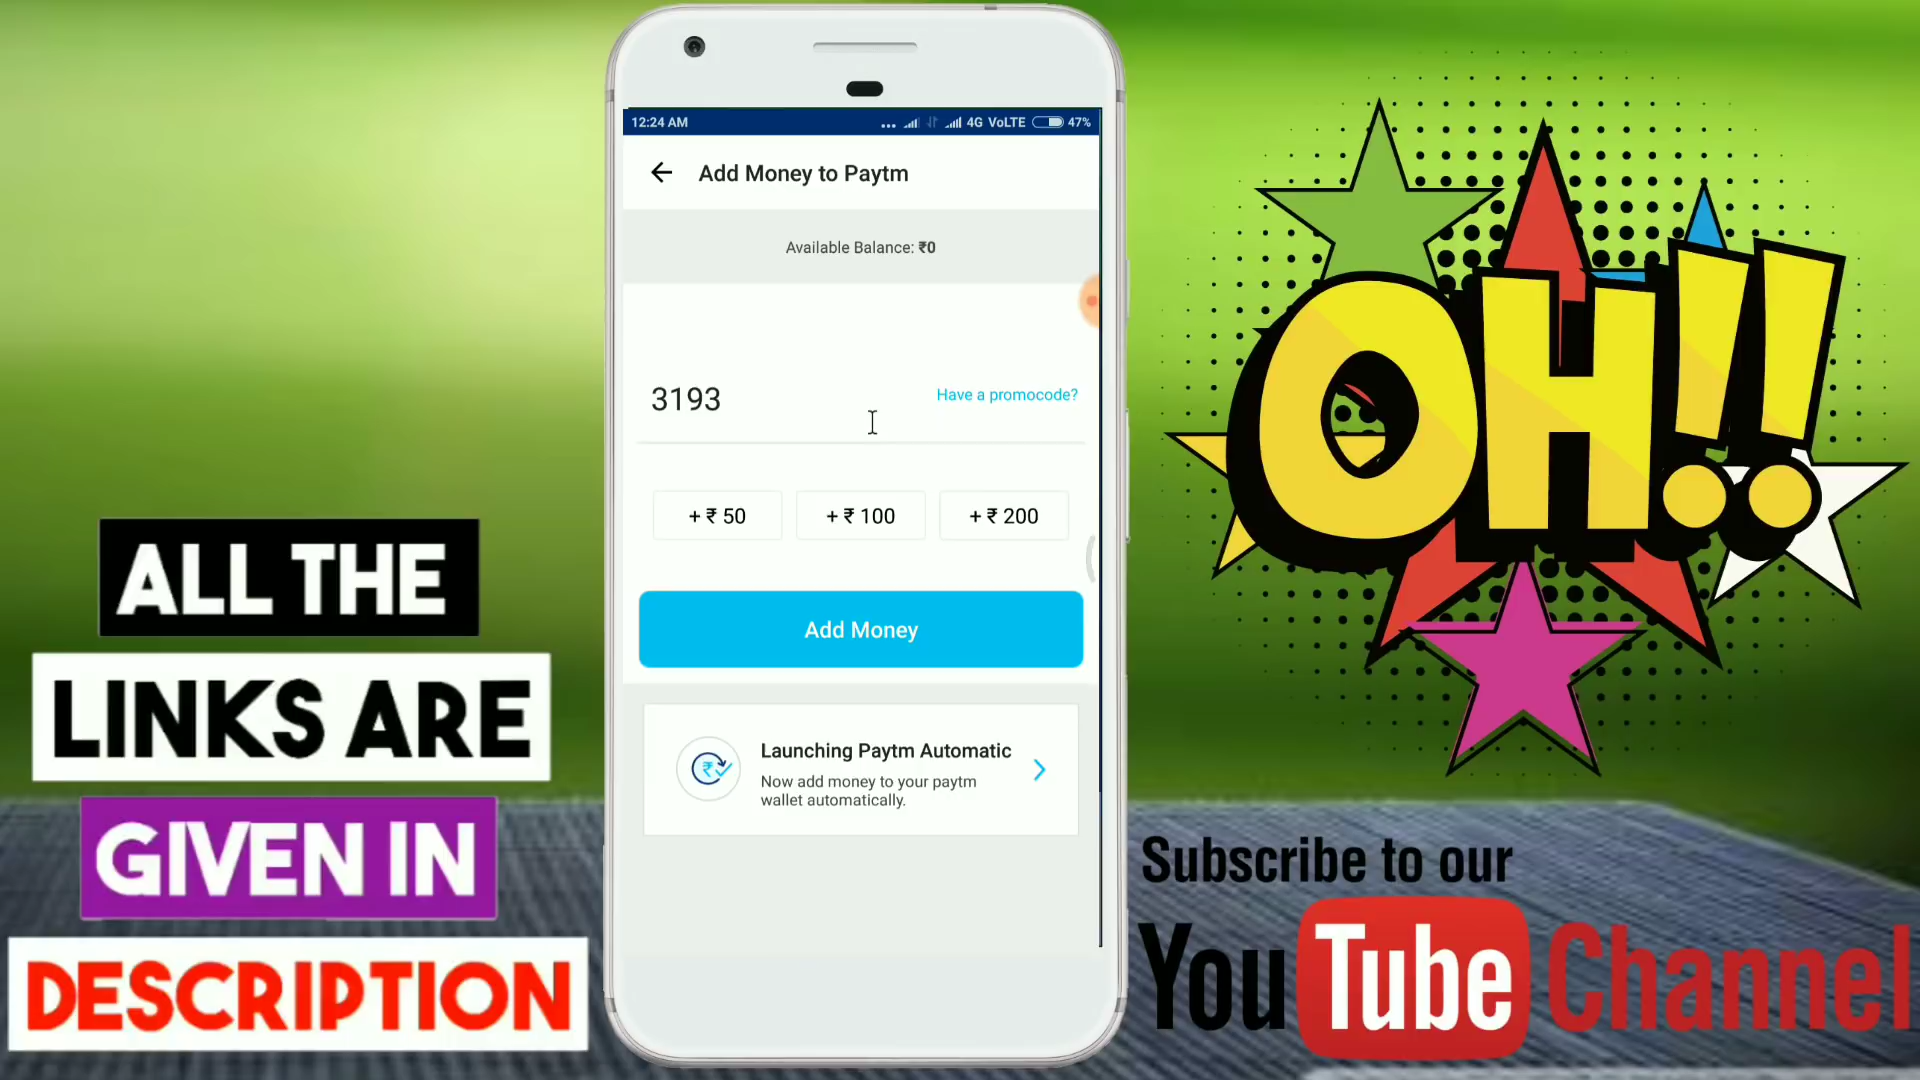 12:24 AM
4G VoLTE 47%
Add Money to Paytm
Available Balance: ₹0
3193
Have a promocode?
+ ₹ 50
+ ₹ 100
+ ₹ 200
Add Money
Launching Paytm Automatic
Now add money to your paytm
wallet automatically.
ALL THE
LINKS ARE
GIVEN IN
DESCRIPTION
OH!!
Subscribe to our
YouTube Channel